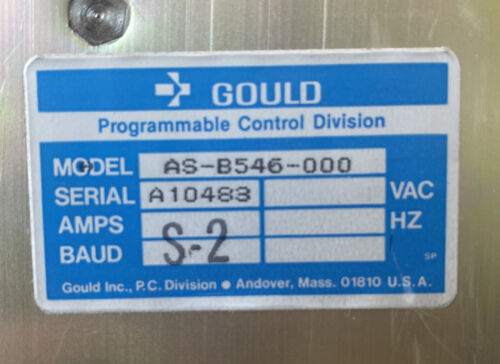 GOULD
Programmable Control Division
MODEL AS-B546-000
SERIAL A10483 VAC
AMPS HZ
BAUD S-2
SP
Gould Inc., P.C. Division ● Andover, Mass. 01810 U.S.A.